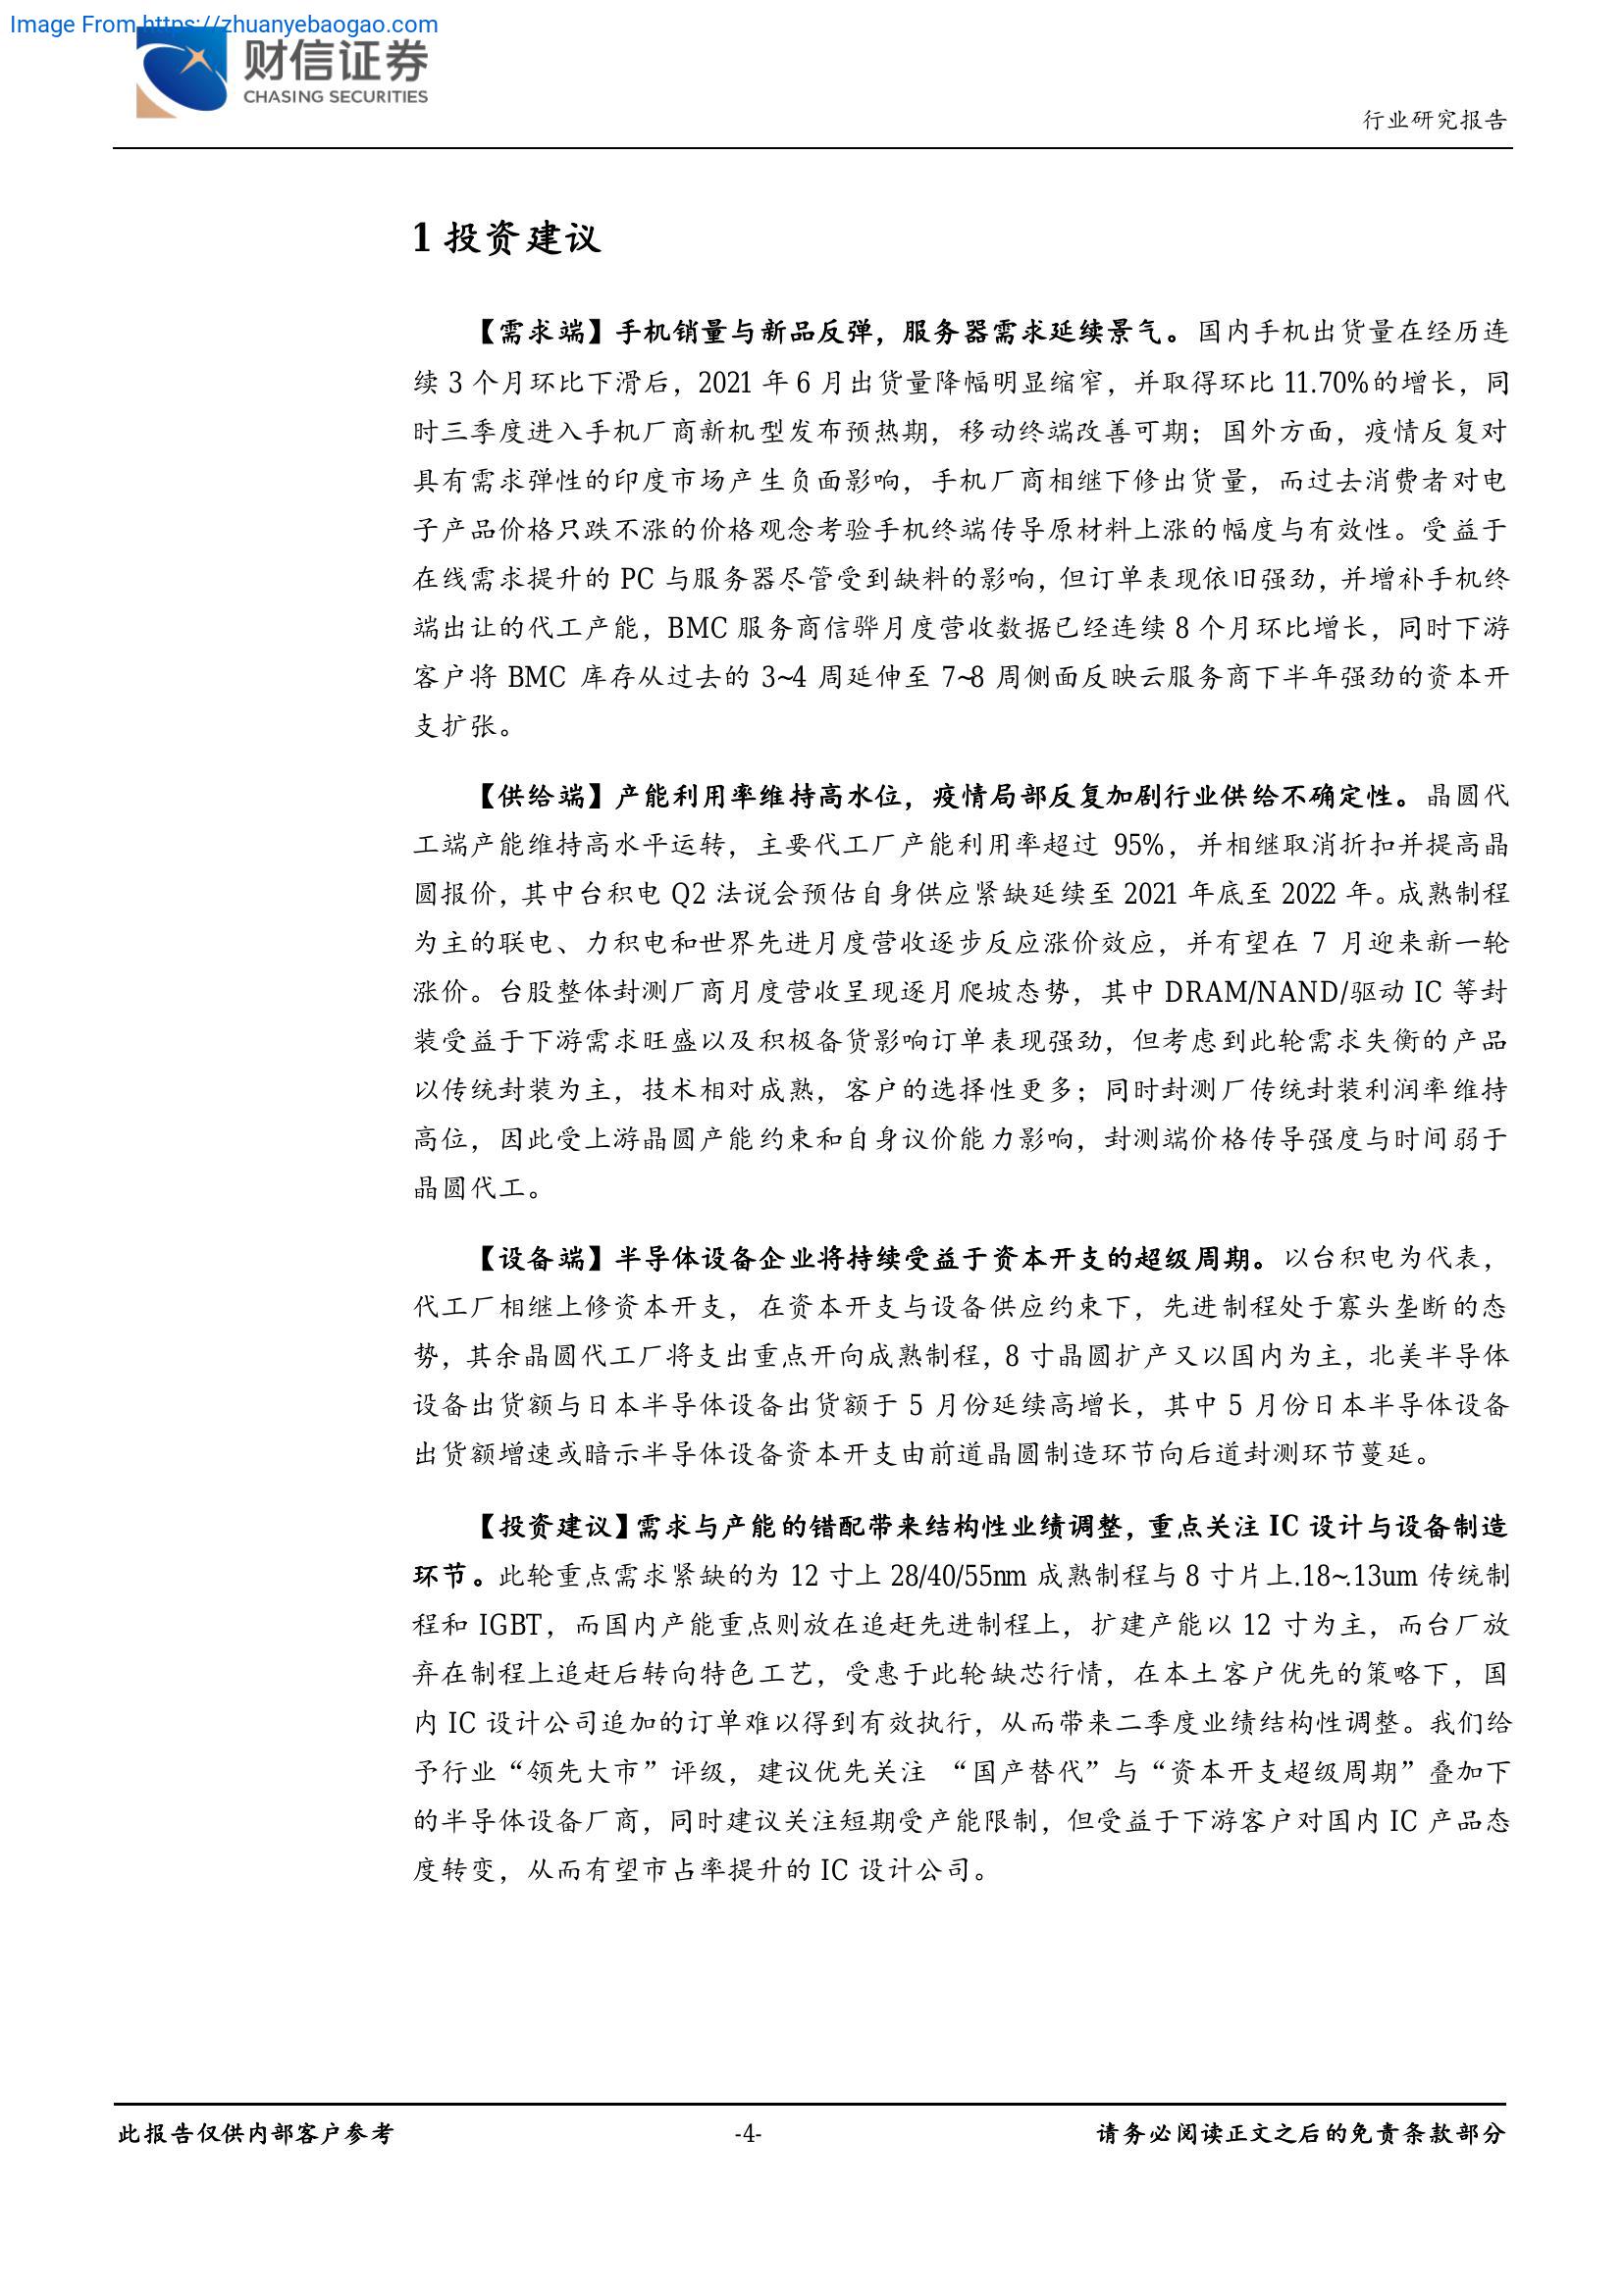 Image From https://zhuanyebaogao.com
财信证券
CHASING SECURITIES
行业研究报告
1 投资建议
【需求端】手机销量与新品反弹，服务器需求延续景气。国内手机出货量在经历连
续 3 个月环比下滑后，2021 年 6 月出货量降幅明显缩窄，并取得环比 11.70%的增长，同
时三季度进入手机厂商新机型发布预热期，移动终端改善可期；国外方面，疫情反复对
具有需求弹性的印度市场产生负面影响，手机厂商相继下修出货量，而过去消费者对电
子产品价格只跌不涨的价格观念考验手机终端传导原材料上涨的幅度与有效性。受益于
在线需求提升的 PC 与服务器尽管受到缺料的影响，但订单表现依旧强劲，并增补手机终
端出让的代工产能，BMC 服务商信骅月度营收数据已经连续 8 个月环比增长，同时下游
客户将 BMC 库存从过去的 3~4 周延伸至 7~8 周侧面反映云服务商下半年强劲的资本开
支扩张。
【供给端】产能利用率维持高水位，疫情局部反复加剧行业供给不确定性。晶圆代
工端产能维持高水平运转，主要代工厂产能利用率超过 95%，并相继取消折扣并提高晶
圆报价，其中台积电 Q2 法说会预估自身供应紧缺延续至 2021 年底至 2022 年。成熟制程
为主的联电、力积电和世界先进月度营收逐步反应涨价效应，并有望在 7 月迎来新一轮
涨价。台股整体封测厂商月度营收呈现逐月爬坡态势，其中 DRAM/NAND/驱动 IC 等封
装受益于下游需求旺盛以及积极备货影响订单表现强劲，但考虑到此轮需求失衡的产品
以传统封装为主，技术相对成熟，客户的选择性更多；同时封测厂传统封装利润率维持
高位，因此受上游晶圆产能约束和自身议价能力影响，封测端价格传导强度与时间弱于
晶圆代工。
【设备端】半导体设备企业将持续受益于资本开支的超级周期。以台积电为代表，
代工厂相继上修资本开支，在资本开支与设备供应约束下，先进制程处于寡头垄断的态
势，其余晶圆代工厂将支出重点开向成熟制程，8 寸晶圆扩产又以国内为主，北美半导体
设备出货额与日本半导体设备出货额于 5 月份延续高增长，其中 5 月份日本半导体设备
出货额增速或暗示半导体设备资本开支由前道晶圆制造环节向后道封测环节蔓延。
【投资建议】需求与产能的错配带来结构性业绩调整，重点关注 IC 设计与设备制造
环节。此轮重点需求紧缺的为 12 寸上 28/40/55nm 成熟制程与 8 寸片上.18~.13um 传统制
程和 IGBT，而国内产能重点则放在追赶先进制程上，扩建产能以 12 寸为主，而台厂放
弃在制程上追赶后转向特色工艺，受惠于此轮缺芯行情，在本土客户优先的策略下，国
内 IC 设计公司追加的订单难以得到有效执行，从而带来二季度业绩结构性调整。我们给
予行业“领先大市”评级，建议优先关注 “国产替代”与“资本开支超级周期”叠加下
的半导体设备厂商，同时建议关注短期受产能限制，但受益于下游客户对国内 IC 产品态
度转变，从而有望市占率提升的 IC 设计公司。
此报告仅供内部客户参考
-4-
请务必阅读正文之后的免责条款部分